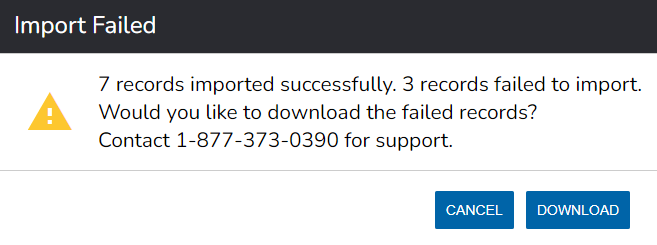 Import Failed
7 records imported successfully. 3 records failed to import.
Would you like to download the failed records?
Contact 1-877-373-0390 for support.
CANCEL DOWNLOAD